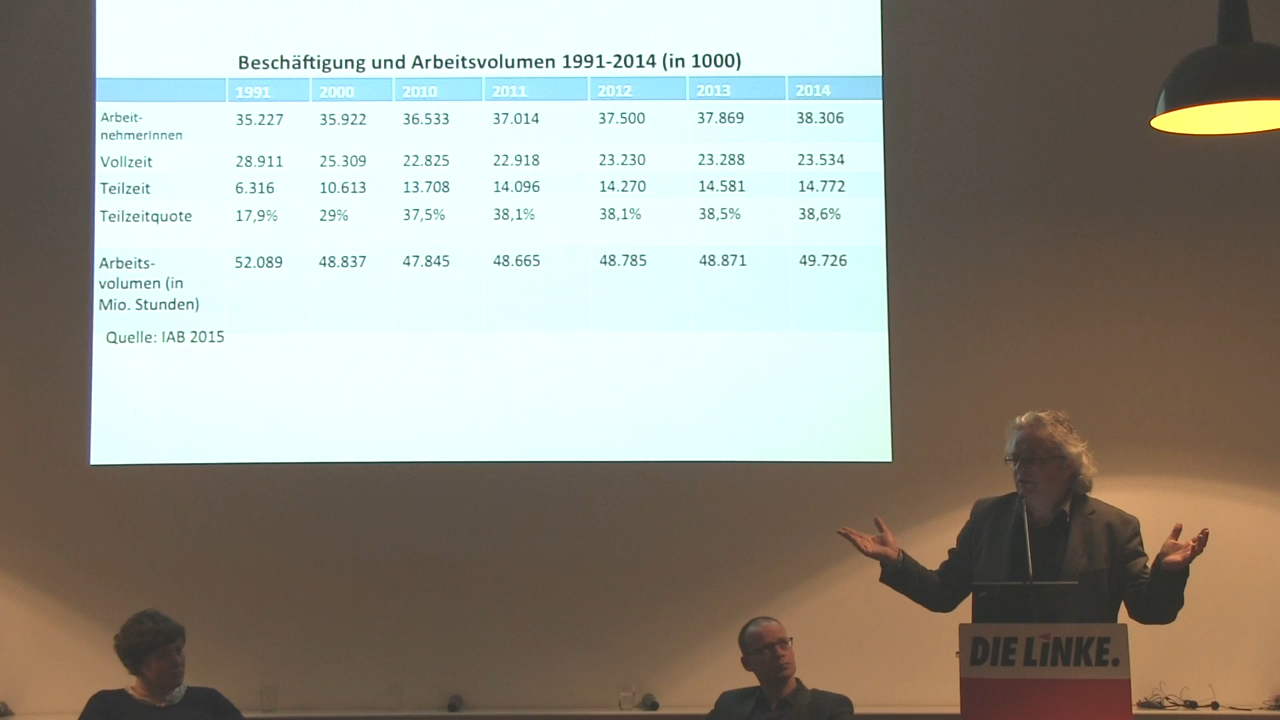 Beschäftigung und Arbeitsvolumen 1991-2014 (in 1000)
1991 2000 2010 2011 2012 2013 2014
Arbeit-
nehmerInnen 35.227 35.922 36.533 37.014 37.500 37.869 38.306
Vollzeit 28.911 25.309 22.825 22.918 23.230 23.288 23.534
Teilzeit 6.316 10.613 13.708 14.096 14.270 14.581 14.772
Teilzeitquote 17,9% 29% 37,5% 38,1% 38,1% 38,5% 38,6%
Arbeits- 52.089 48.837 47.845 48.665 48.785 48.871 49.726
volumen (in
Mio. Stunden)
Quelle: IAB 2015
DIE LINKE.